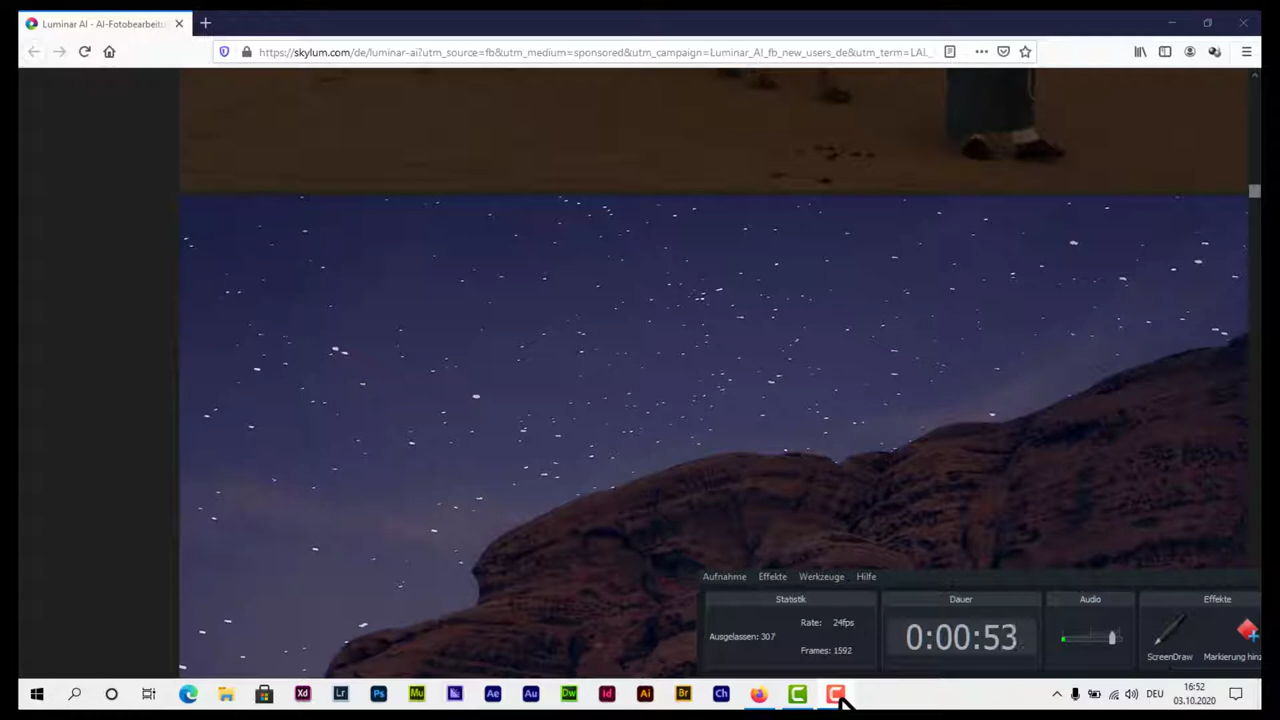 Luminar AI - AI-Fotobearbeitu
https://skylum.com/de/luminar-ai?utm_source=fb&utm_medium=sponsored&utm_campaign=Luminar_AI_fb_new_users_de&utm_term=LAI_
Aufnahme Effekte Werkzeuge Hilfe
Statistik Dauer Audio Effekte
Rate: 24fps
Ausgelassen: 307 0:00:53
Frames: 1592 ScreenDraw Markierung hinz
Xd Lr Ps Mu Ae Au Dw Id Ai Br Ch DEU 16:52
03.10.2020